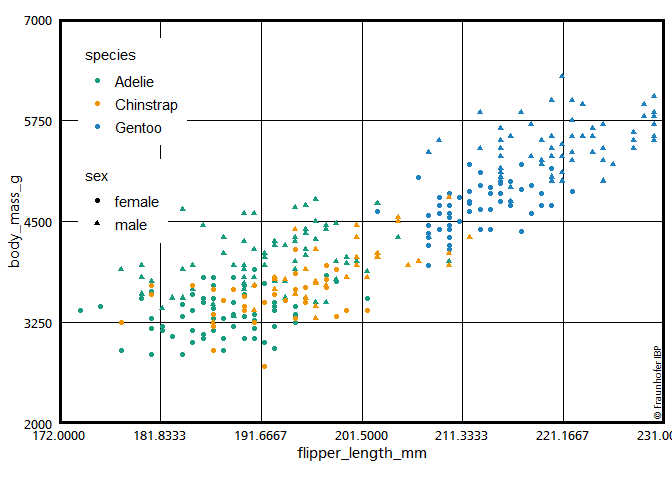 7000
5750
4500
3250
2000
body_mass_g
species
Adelie
Chinstrap
Gentoo
sex
female
male
© Fraunhofer IBP
172.0000 181.8333 191.6667 201.5000 211.3333 221.1667 231.00
flipper_length_mm